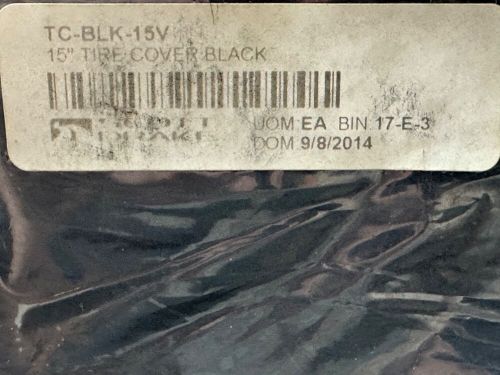 TC-BLK-15V
15" TIRE COVER BLACK
UOM EA BIN 17-E-3
DOM 9/8/2014